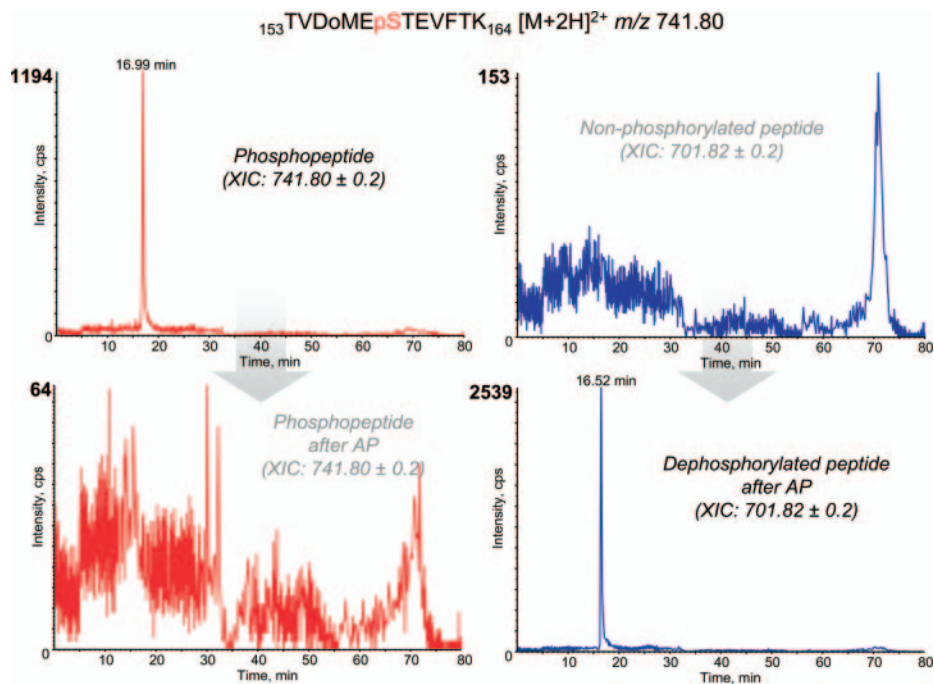 153TVDoMEpSTEVFTK164 [M+2H]2+ m/z 741.80
1194
16.99 min
Phosphopeptide
(XIC: 741.80 ± 0.2)
Intensity, cps
0
10 20 30 40 50 60 70 80
Time, min
153
Non-phosphorylated peptide
(XIC: 701.82 ± 0.2)
Intensity, cps
0
10 20 30 40 50 60 70 80
Time, min
64
Phosphopeptide
after AP
(XIC: 741.80 ± 0.2)
Intensity, cps
0
10 20 30 40 50 60 70 80
Time, min
2539
16.52 min
Dephosphorylated peptide
after AP
(XIC: 701.82 ± 0.2)
Intensity, cps
0
10 20 30 40 50 60 70 80
Time, min